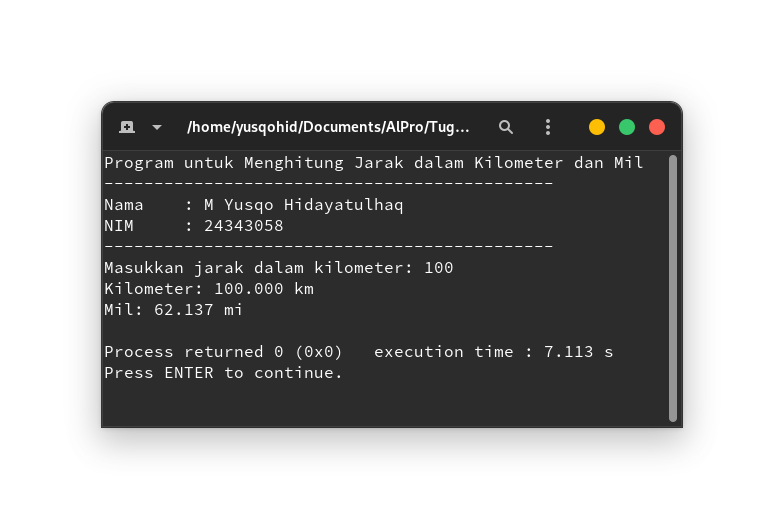 /home/yusqohid/Documents/AlPro/Tug...
Program untuk Menghitung Jarak dalam Kilometer dan Mil
---------------------------------------------
Nama    : M Yusqo Hidayatulhaq
NIM     : 24343058
---------------------------------------------
Masukkan jarak dalam kilometer: 100
Kilometer: 100.000 km
Mil: 62.137 mi
Process returned 0 (0x0)   execution time : 7.113 s
Press ENTER to continue.